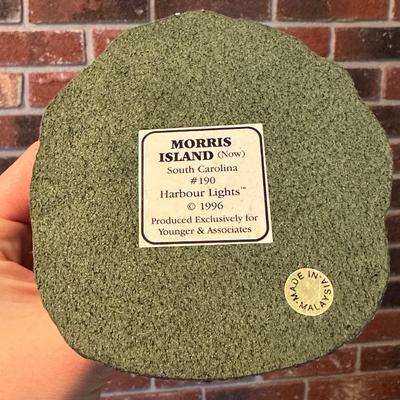 MORRIS
ISLAND (Now)
South Carolina
#190
Harbour Lights™
© 1996
Produced Exclusively for
Younger & Associates
MADE IN
MALAYSIA